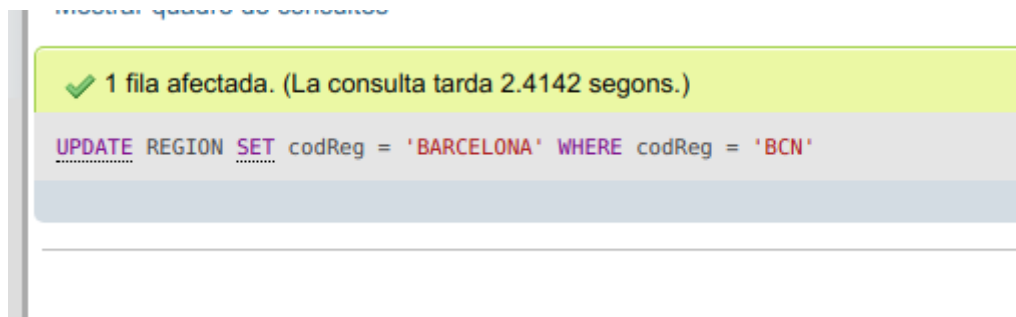 1 fila afectada. (La consulta tarda 2.4142 segons.)
UPDATE REGION SET codReg = 'BARCELONA' WHERE codReg = 'BCN'